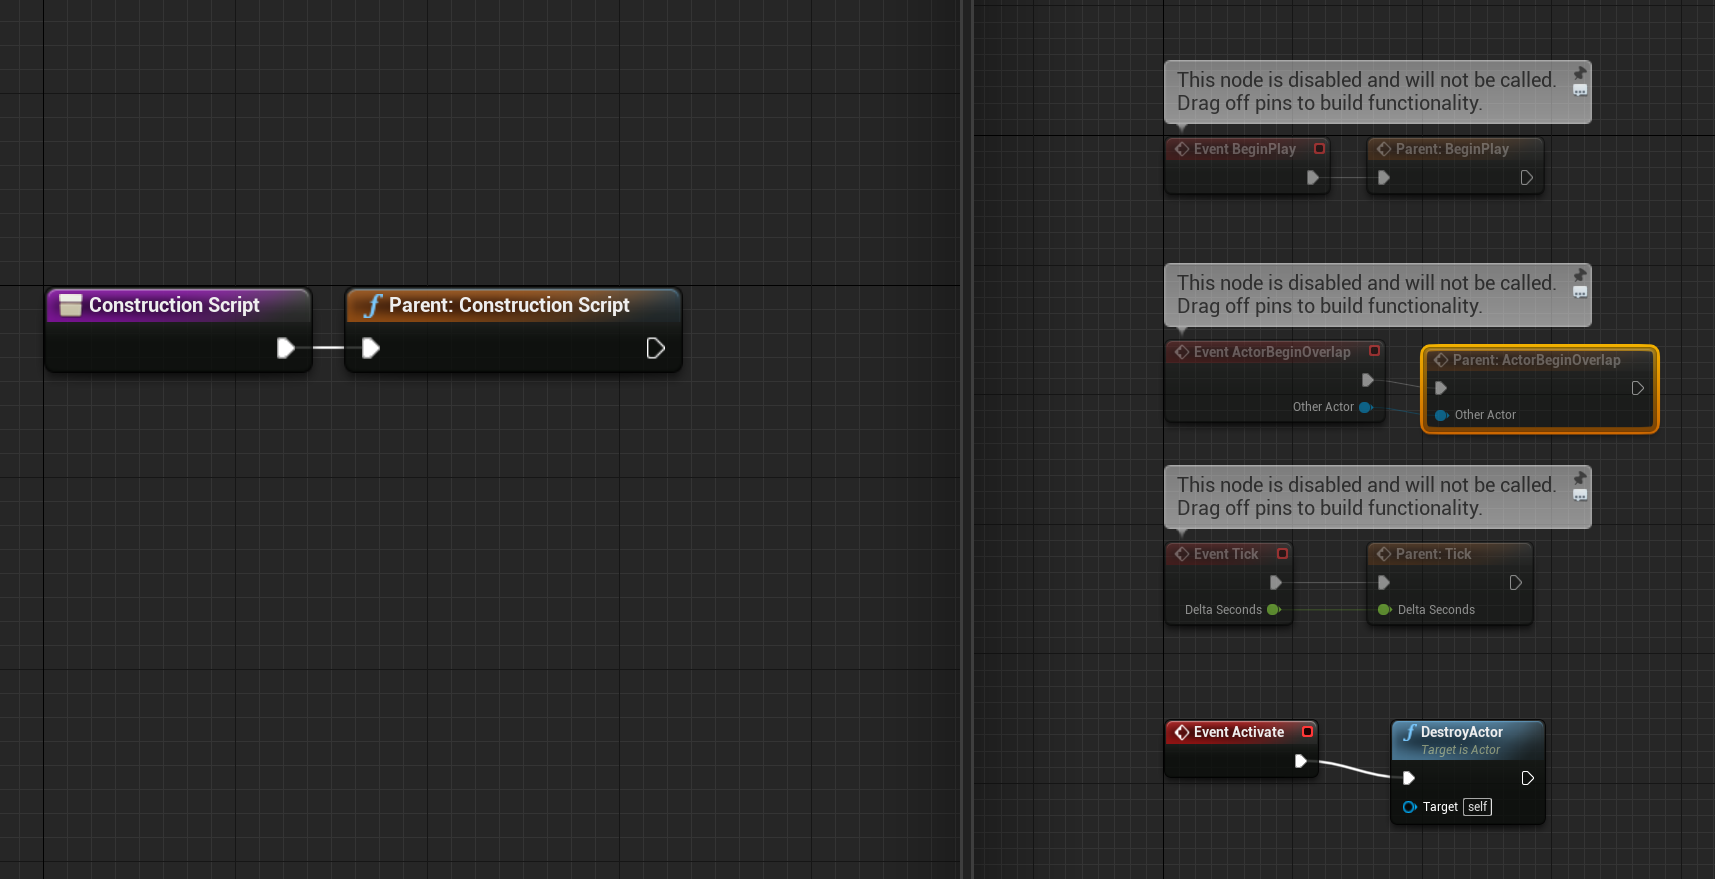 Construction Script
Parent: Construction Script
This node is disabled and will not be called.
Drag off pins to build functionality.
Event BeginPlay
Parent: BeginPlay
This node is disabled and will not be called.
Drag off pins to build functionality.
Event ActorBeginOverlap
Other Actor
Parent: ActorBeginOverlap
Other Actor
This node is disabled and will not be called.
Drag off pins to build functionality.
Event Tick
Delta Seconds
Parent: Tick
Delta Seconds
Event Activate
DestroyActor
Target is Actor
Target self